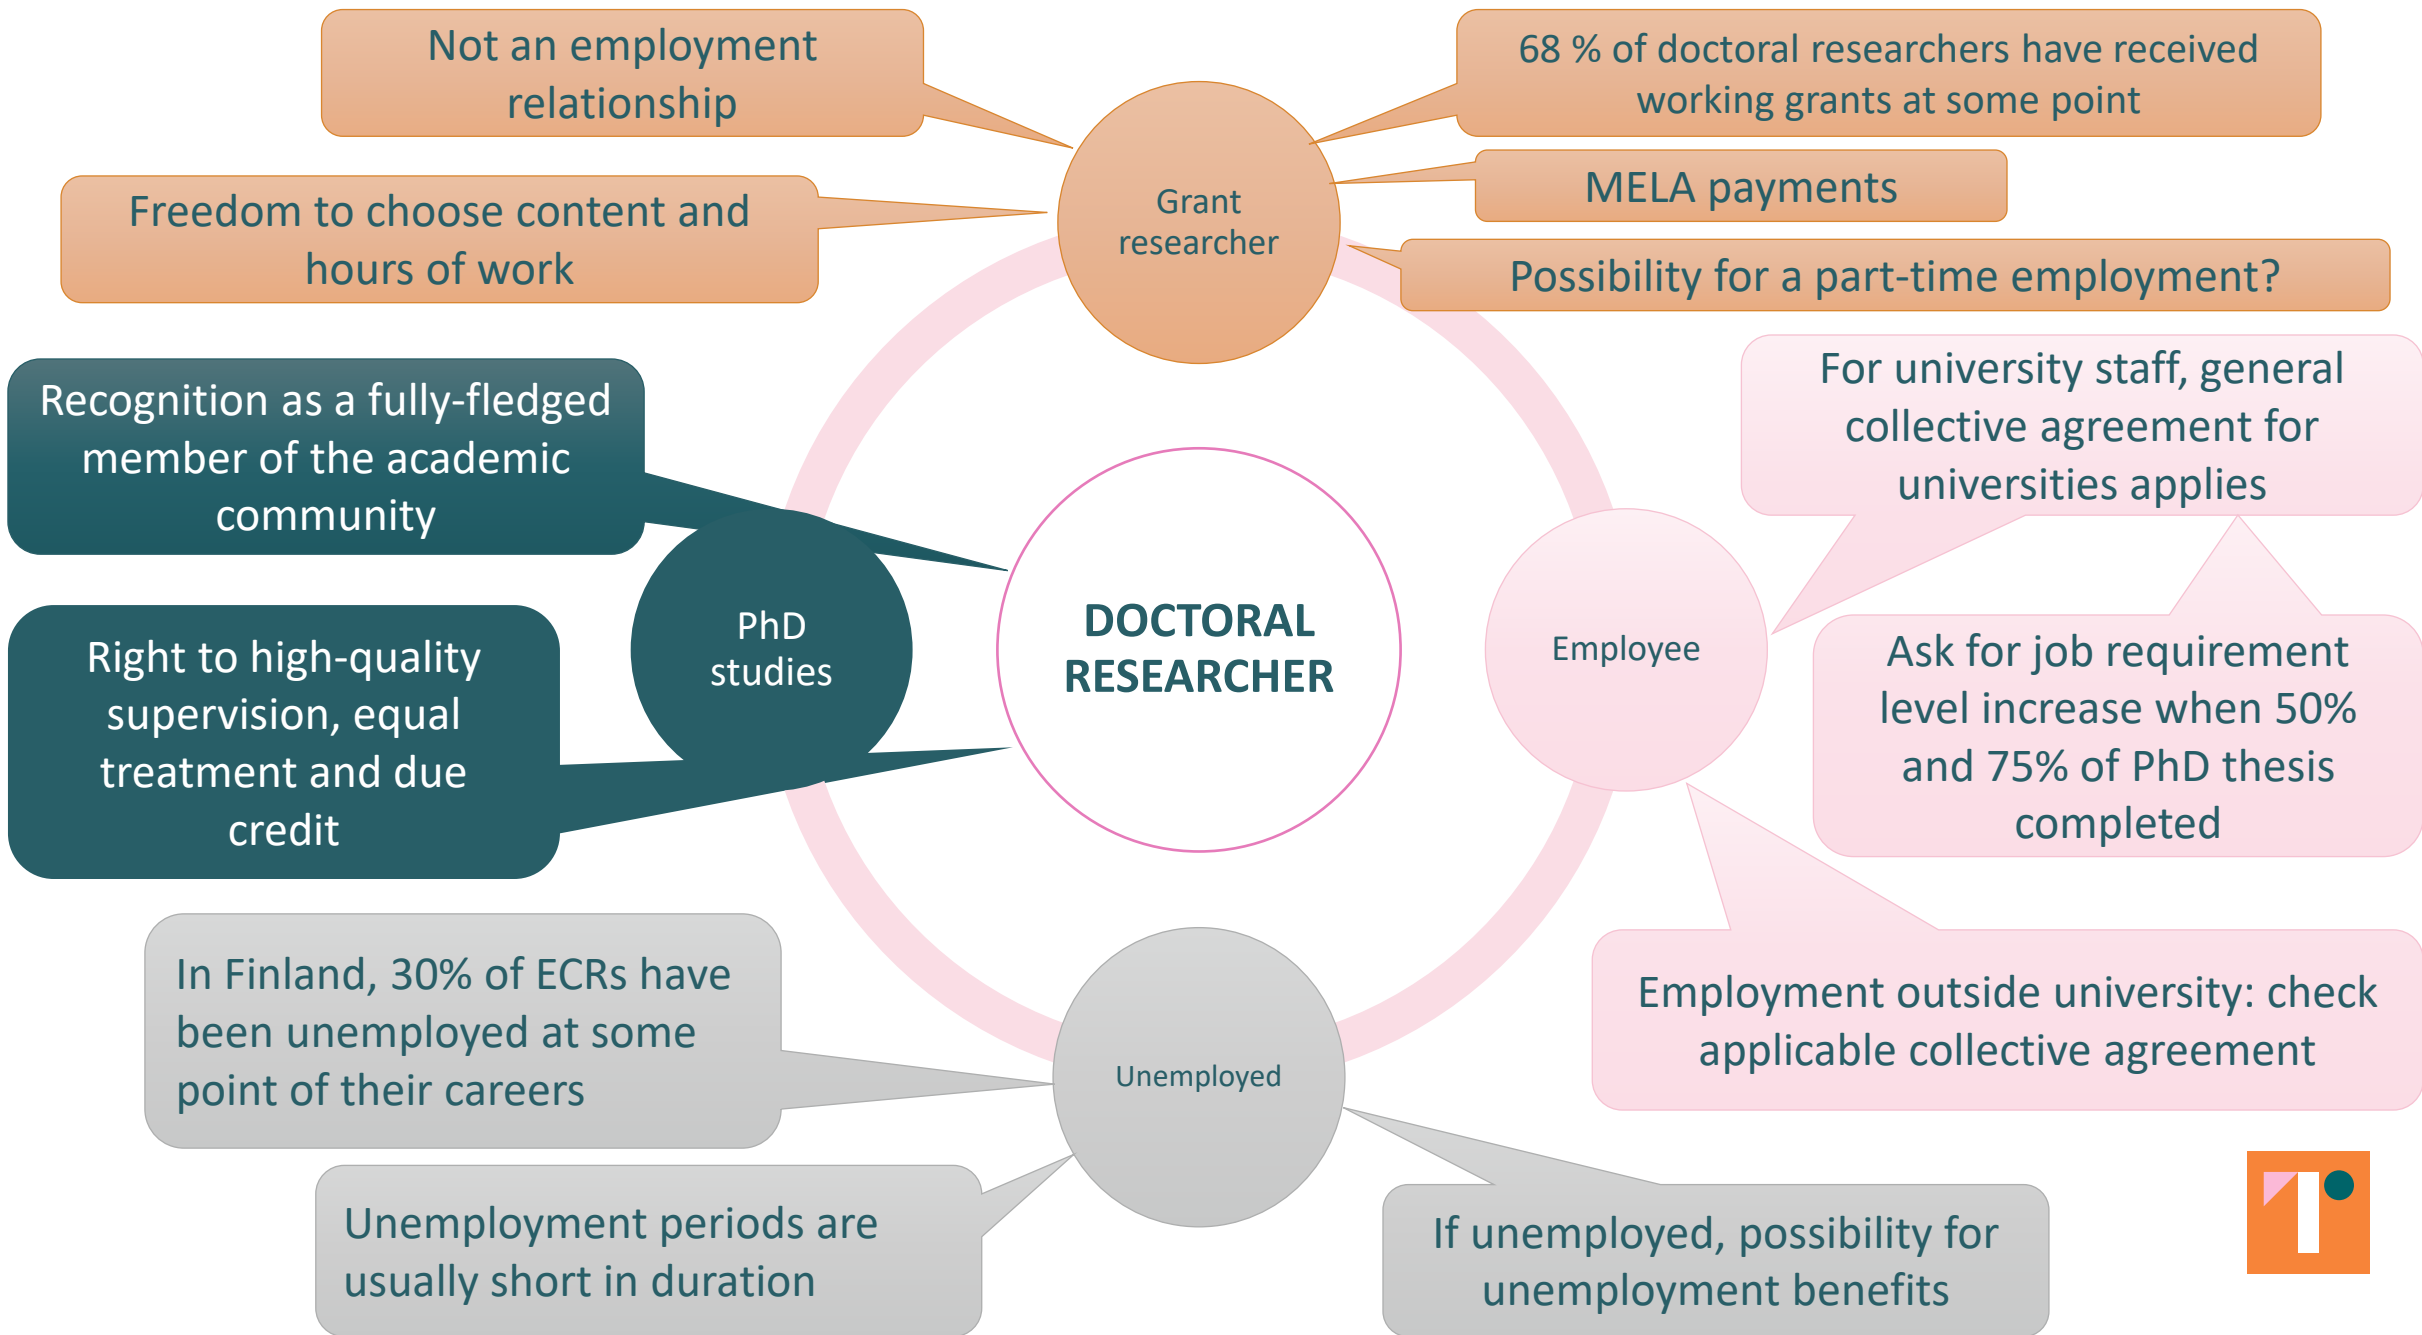 Not an employment
relationship
68 % of doctoral researchers have received
working grants at some point
Freedom to choose content and
hours of work
Grant
researcher
MELA payments
Possibility for a part-time employment?
Recognition as a fully-fledged
member of the academic
community
For university staff, general
collective agreement for
universities applies
Right to high-quality
supervision, equal
treatment and due
credit
PhD
studies
DOCTORAL
RESEARCHER
Employee
Ask for job requirement
level increase when 50%
and 75% of PhD thesis
completed
In Finland, 30% of ECRs have
been unemployed at some
point of their careers
Unemployed
Employment outside university: check
applicable collective agreement
Unemployment periods are
usually short in duration
If unemployed, possibility for
unemployment benefits